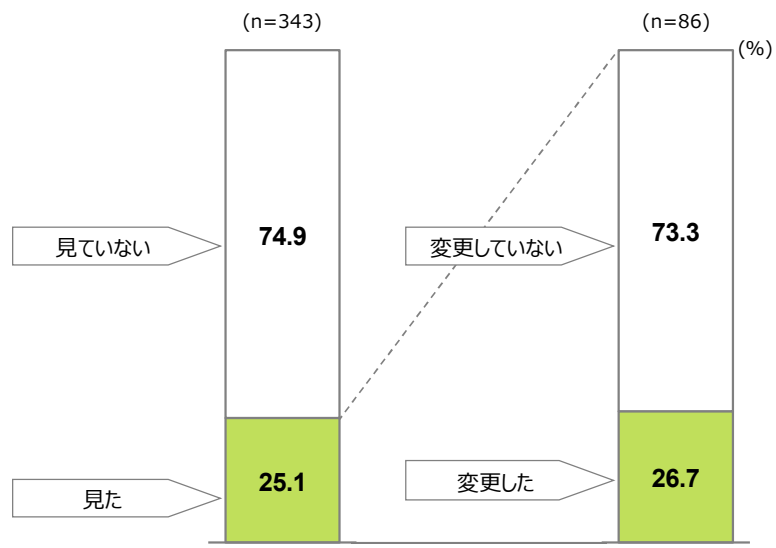 (n=343)
(n=86)
(%)
見ていない
74.9
変更していない
73.3
見た
25.1
変更した
26.7